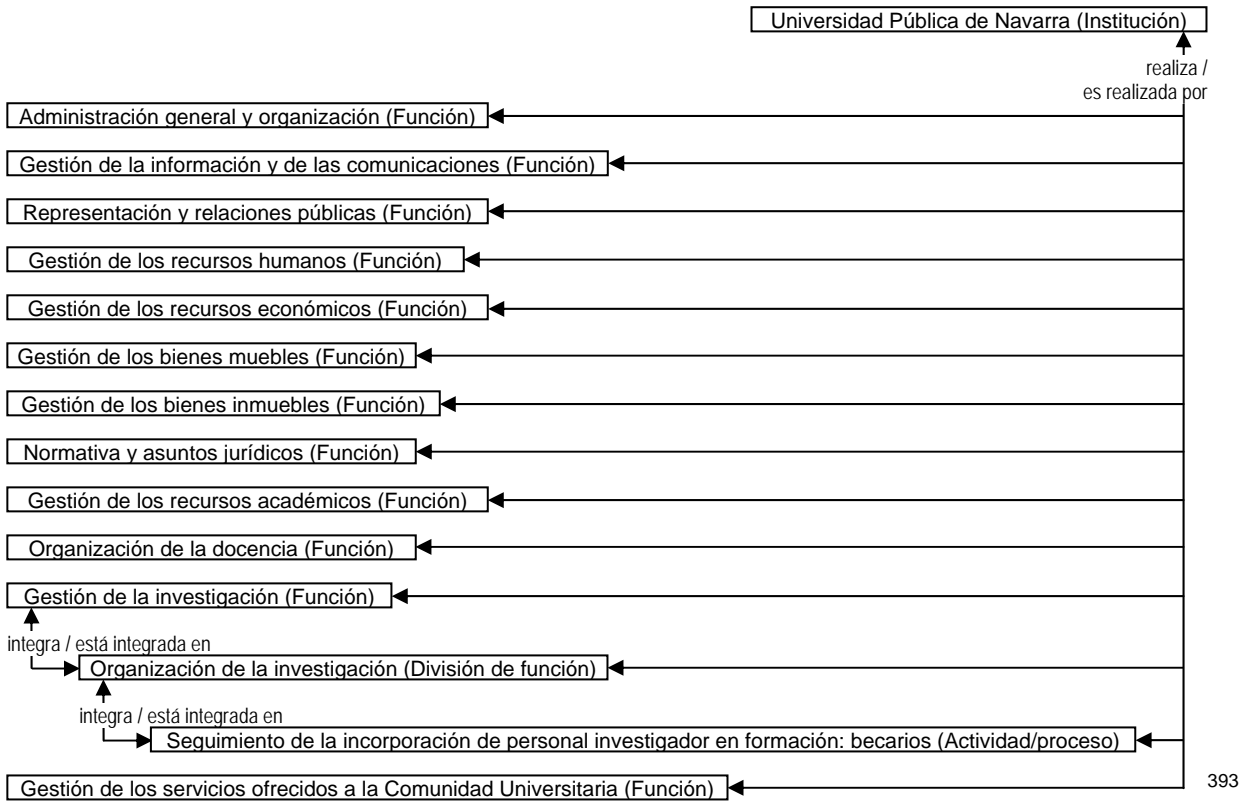 Universidad Pública de Navarra (Institución)
realiza /
es realizada por
Administración general y organización (Función)
Gestión de la información y de las comunicaciones (Función)
Representación y relaciones públicas (Función)
Gestión de los recursos humanos (Función)
Gestión de los recursos económicos (Función)
Gestión de los bienes muebles (Función)
Gestión de los bienes inmuebles (Función)
Normativa y asuntos jurídicos (Función)
Gestión de los recursos académicos (Función)
Organización de la docencia (Función)
Gestión de la investigación (Función)
integra / está integrada en
Organización de la investigación (División de función)
integra / está integrada en
Seguimiento de la incorporación de personal investigador en formación: becarios (Actividad/proceso)
Gestión de los servicios ofrecidos a la Comunidad Universitaria (Función)
393